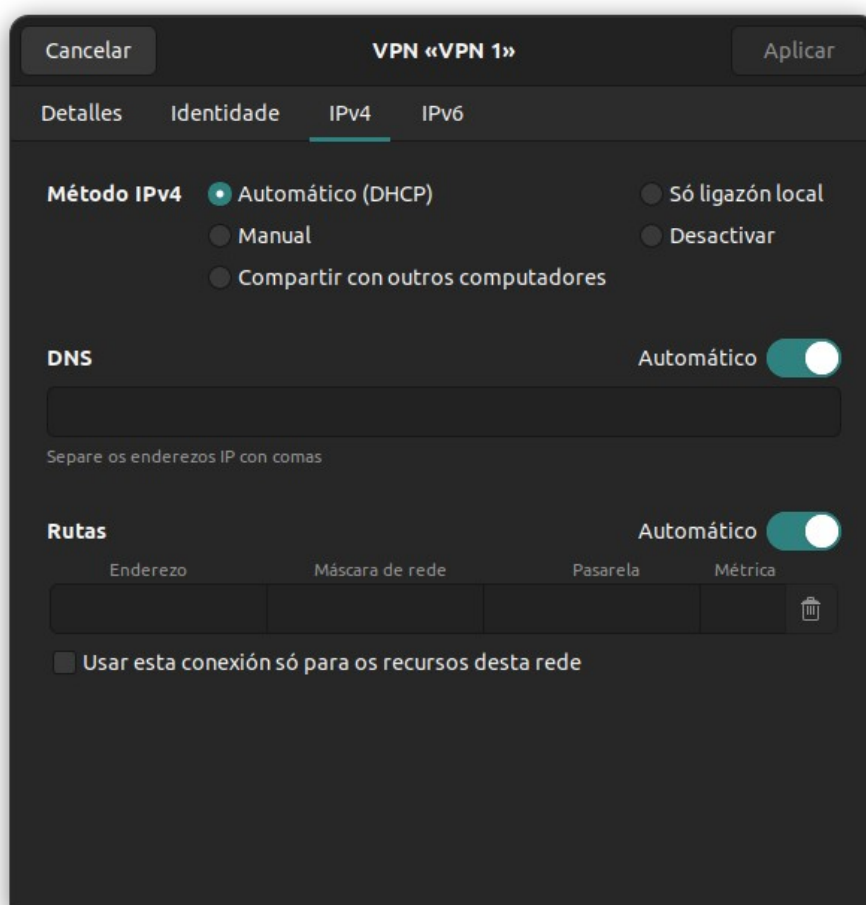 Cancelar VPN «VPN 1» Aplicar
Detalles Identidade IPv4 IPv6
Método IPv4 Automático (DHCP) Só ligazón local
Manual Desactivar
Compartir con outros computadores
DNS Automático
Separe os enderezos IP con comas
Rutas Automático
Enderezo Máscara de rede Pasarela Métrica
Usar esta conexión só para os recursos desta rede